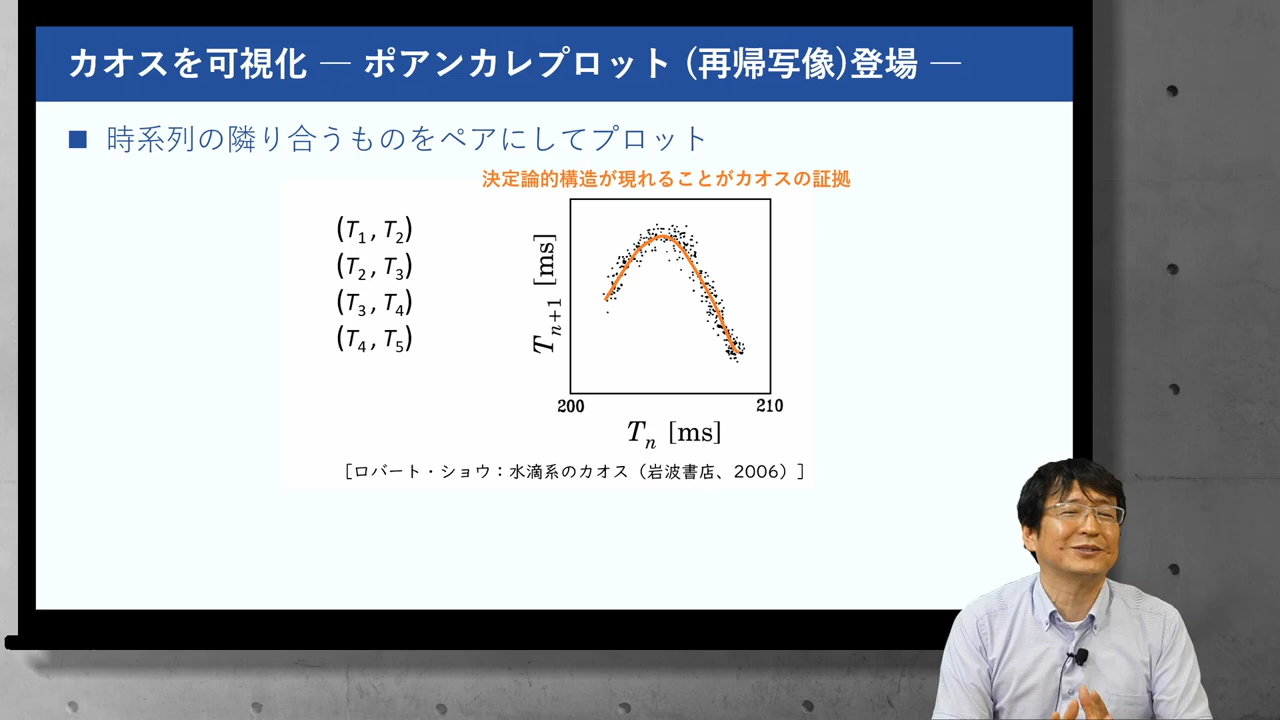 カオスを可視化 ― ポアンカレプロット (再帰写像)登場 ―
■ 時系列の隣り合うものをペアにしてプロット
決定論的構造が現れることがカオスの証拠
(T1 , T2)
(T2 , T3)
(T3 , T4)
(T4 , T5)
Tn+1 [ms]
200 210
Tn [ms]
[ロバート・ショウ：水滴系のカオス（岩波書店、2006）]